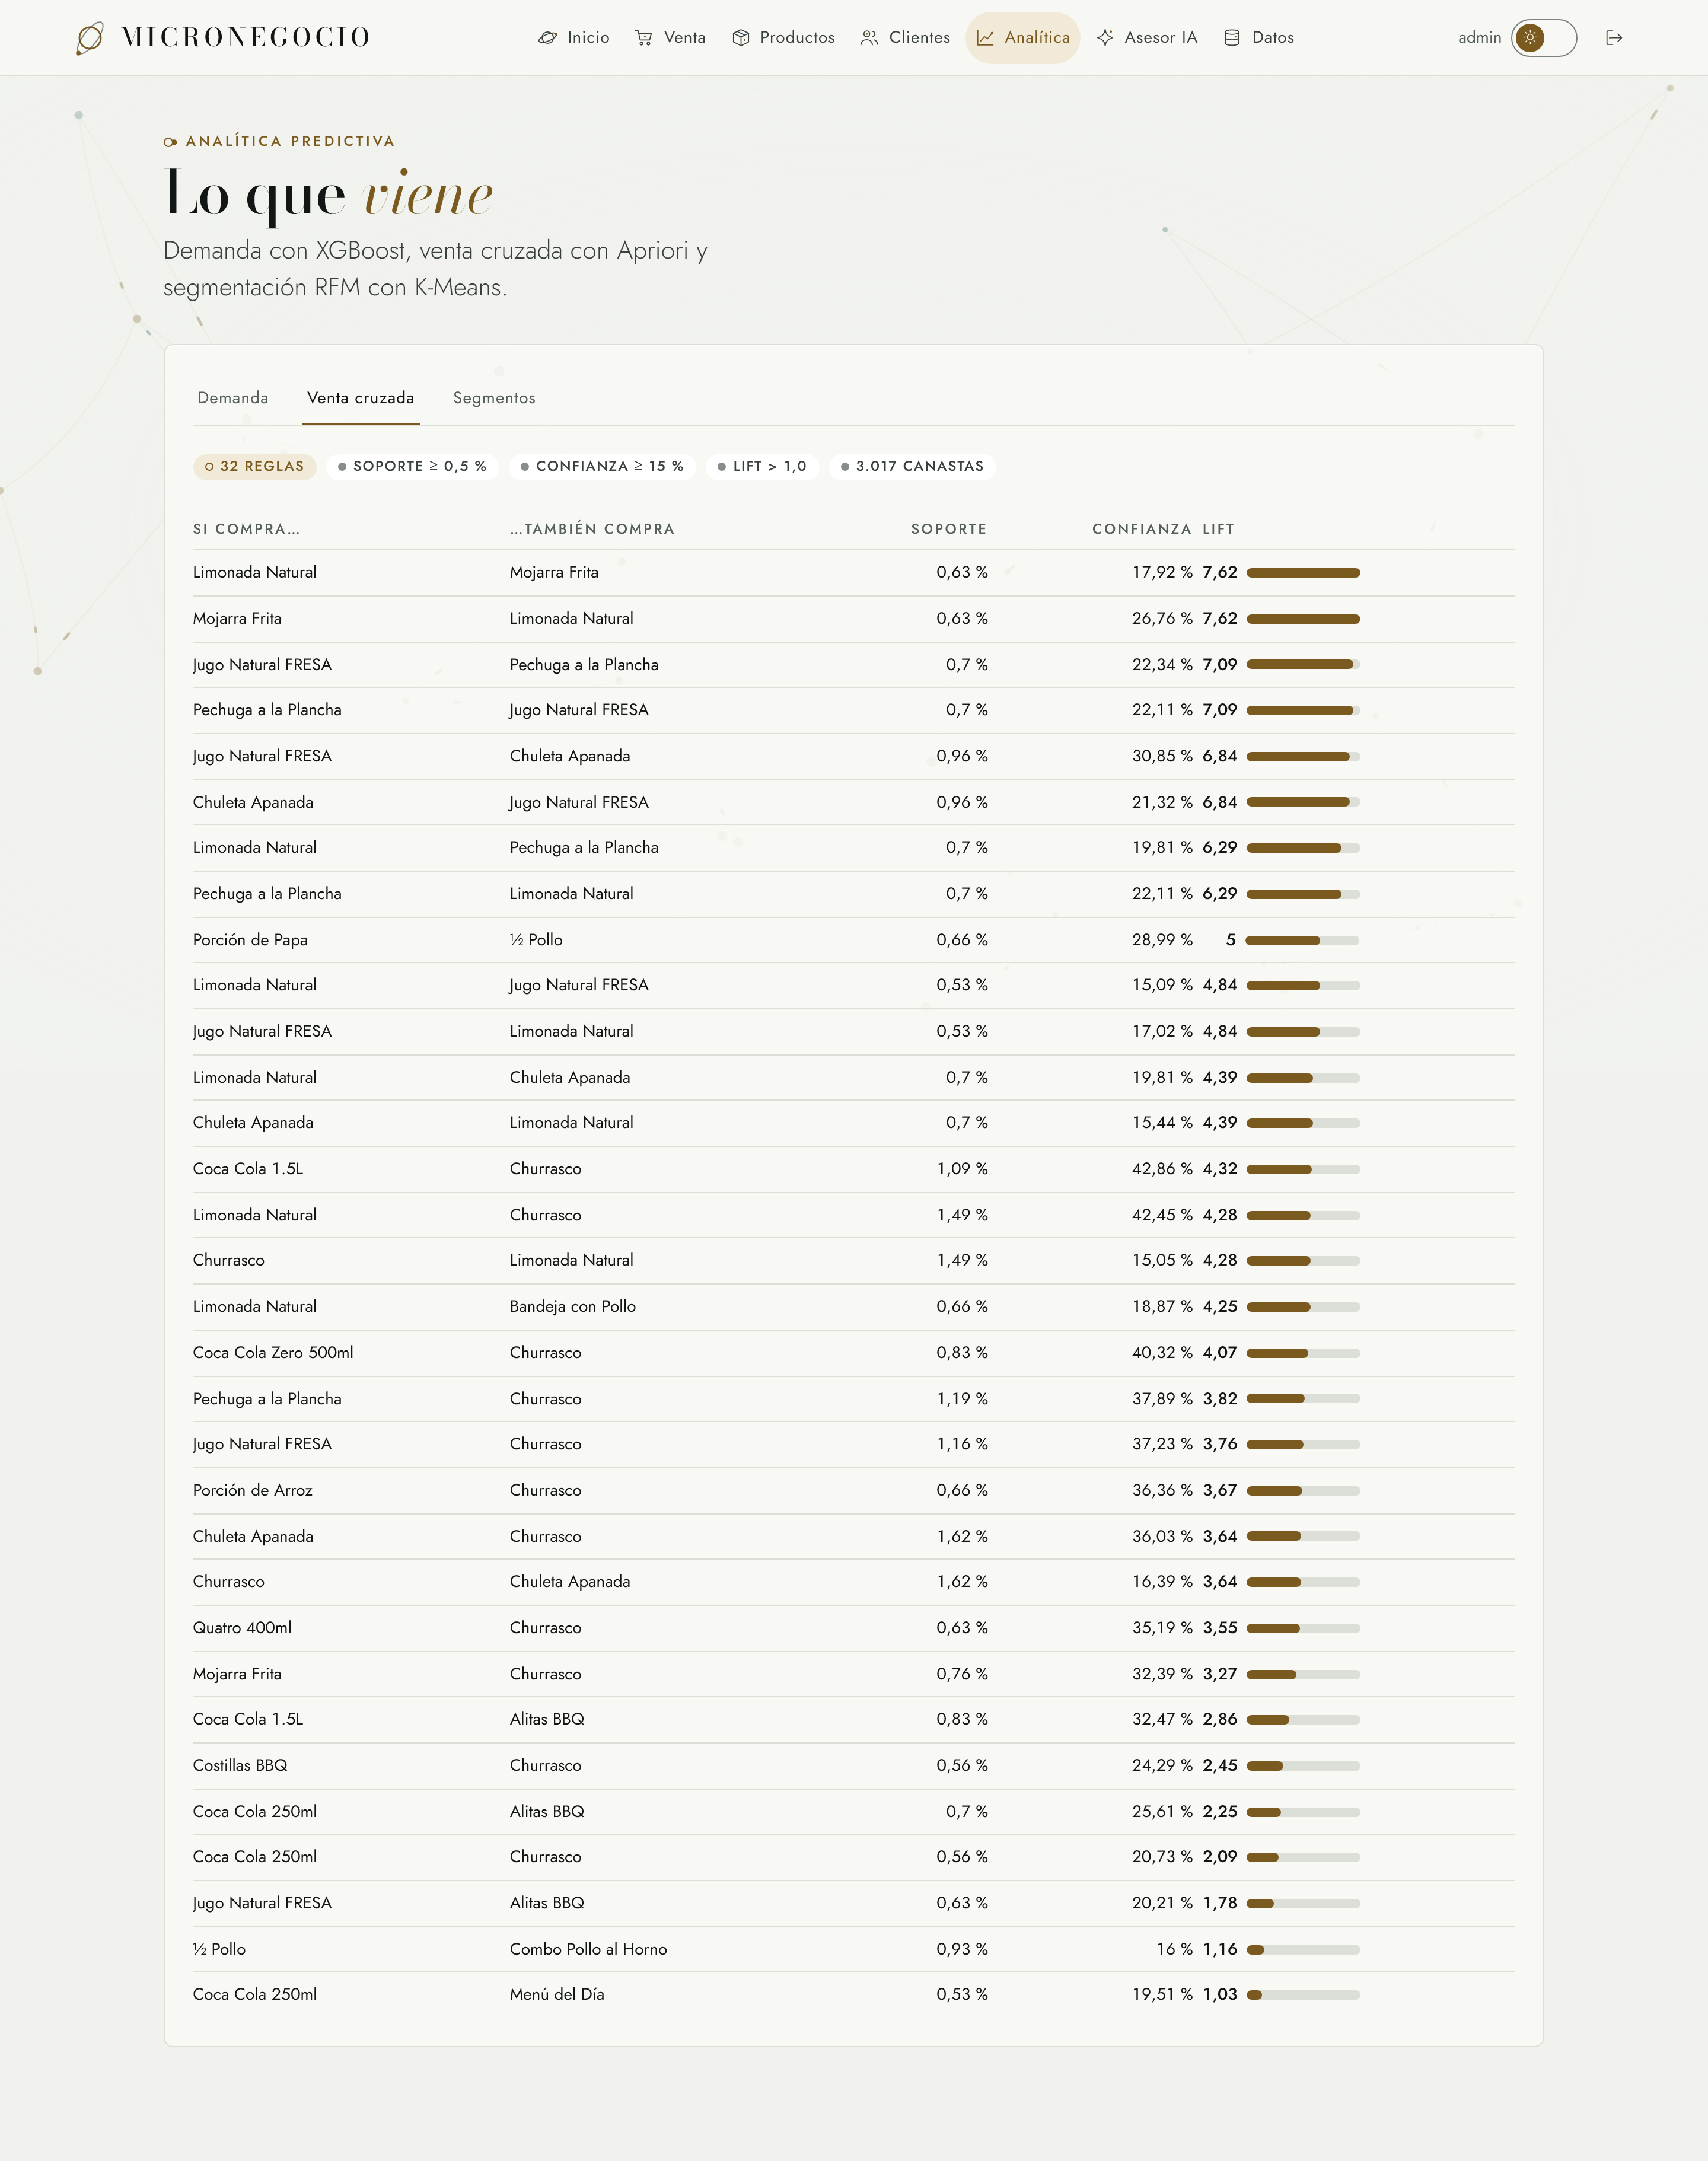 MICRONEGOCIO Inicio Venta Productos Clientes Analítica Asesor IA Datos admin
ANALÍTICA PREDICTIVA
Lo que viene
Demanda con XGBoost, venta cruzada con Apriori y
segmentación RFM con K-Means.
Demanda Venta cruzada Segmentos
32 REGLAS SOPORTE ≥ 0,5 % CONFIANZA ≥ 15 % LIFT > 1,0 3.017 CANASTAS
SI COMPRA... ...TAMBIÉN COMPRA SOPORTE CONFIANZA LIFT
Limonada Natural Mojarra Frita 0,63 % 17,92 % 7,62
Mojarra Frita Limonada Natural 0,63 % 26,76 % 7,62
Jugo Natural FRESA Pechuga a la Plancha 0,7 % 22,34 % 7,09
Pechuga a la Plancha Jugo Natural FRESA 0,7 % 22,11 % 7,09
Jugo Natural FRESA Chuleta Apanada 0,96 % 30,85 % 6,84
Chuleta Apanada Jugo Natural FRESA 0,96 % 21,32 % 6,84
Limonada Natural Pechuga a la Plancha 0,7 % 19,81 % 6,29
Pechuga a la Plancha Limonada Natural 0,7 % 22,11 % 6,29
Porción de Papa ½ Pollo 0,66 % 28,99 % 5
Limonada Natural Jugo Natural FRESA 0,53 % 15,09 % 4,84
Jugo Natural FRESA Limonada Natural 0,53 % 17,02 % 4,84
Limonada Natural Chuleta Apanada 0,7 % 19,81 % 4,39
Chuleta Apanada Limonada Natural 0,7 % 15,44 % 4,39
Coca Cola 1.5L Churrasco 1,09 % 42,86 % 4,32
Limonada Natural Churrasco 1,49 % 42,45 % 4,28
Churrasco Limonada Natural 1,49 % 15,05 % 4,28
Limonada Natural Bandeja con Pollo 0,66 % 18,87 % 4,25
Coca Cola Zero 500ml Churrasco 0,83 % 40,32 % 4,07
Pechuga a la Plancha Churrasco 1,19 % 37,89 % 3,82
Jugo Natural FRESA Churrasco 1,16 % 37,23 % 3,76
Porción de Arroz Churrasco 0,66 % 36,36 % 3,67
Chuleta Apanada Churrasco 1,62 % 36,03 % 3,64
Churrasco Chuleta Apanada 1,62 % 16,39 % 3,64
Quatro 400ml Churrasco 0,63 % 35,19 % 3,55
Mojarra Frita Churrasco 0,76 % 32,39 % 3,27
Coca Cola 1.5L Alitas BBQ 0,83 % 32,47 % 2,86
Costillas BBQ Churrasco 0,56 % 24,29 % 2,45
Coca Cola 250ml Alitas BBQ 0,7 % 25,61 % 2,25
Coca Cola 250ml Churrasco 0,56 % 20,73 % 2,09
Jugo Natural FRESA Alitas BBQ 0,63 % 20,21 % 1,78
½ Pollo Combo Pollo al Horno 0,93 % 16 % 1,16
Coca Cola 250ml Menú del Día 0,53 % 19,51 % 1,03